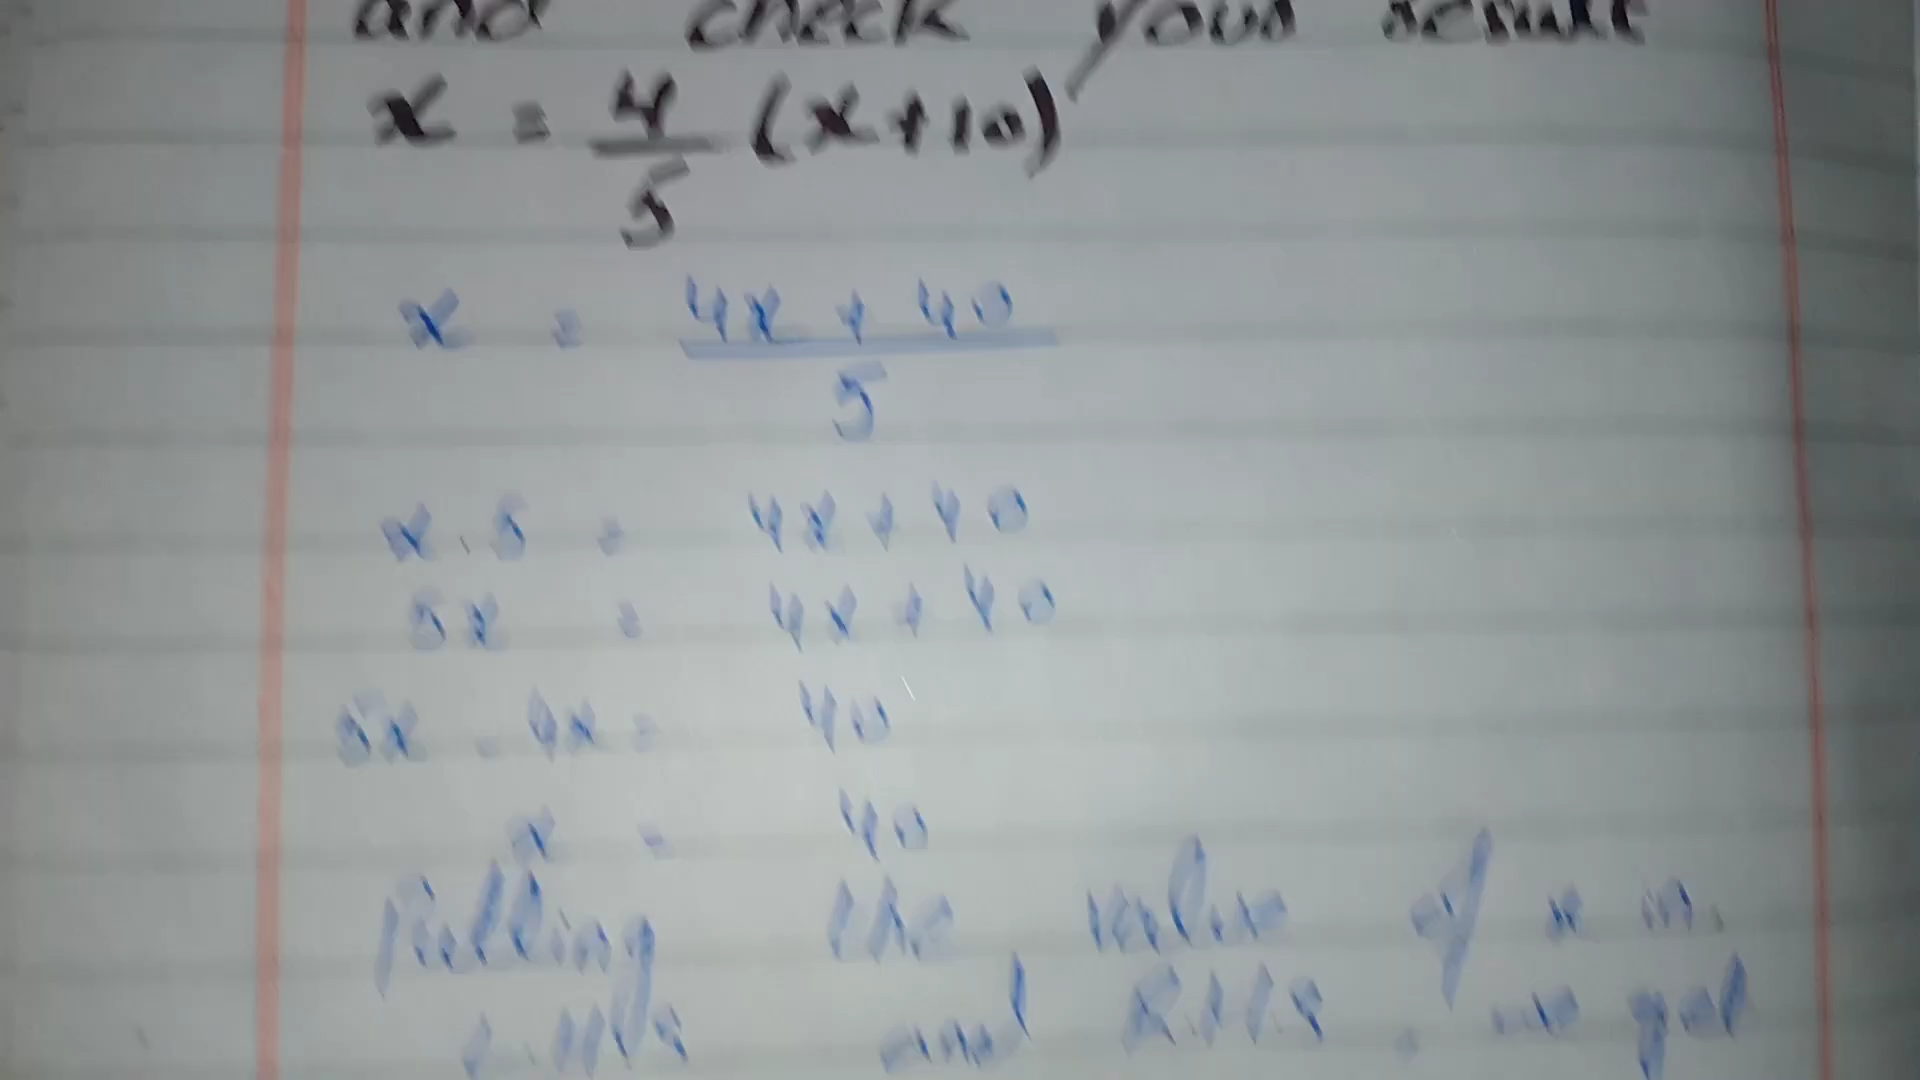 and check your result
x = 4/5 (x+10)
x = 4x + 40 / 5
x . 5 = 4x + 40
5x = 4x + 40
5x - 4x = 40
x = 40
Putting the value of x in
L.H.S and R.H.S. we get